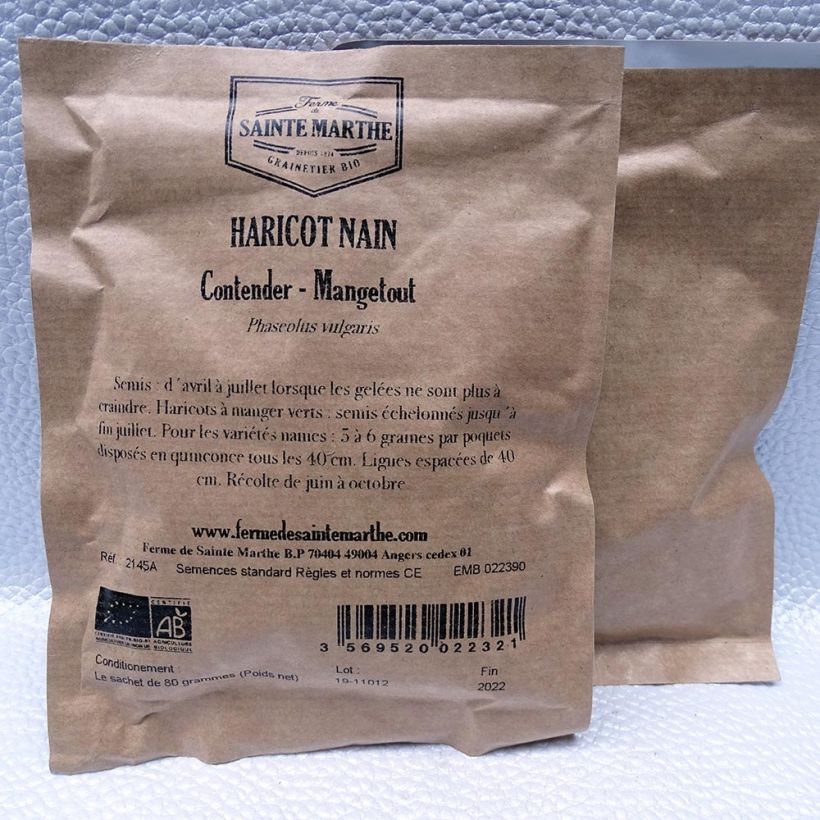 Ferme
de
SAINTE MARTHE
DEPUIS 1974
GRAINETIER BIO
HARICOT NAIN
Contender - Mangetout
Phaseolus vulgaris
Semis : d´avril à juillet lorsque les gelées ne sont plus à
craindre. Haricots à manger verts : semis échelonnés jusqu´à
fin juillet. Pour les variétés naines : 5 à 6 graines par poquets
disposés en quinconce tous les 40 cm. Lignes espacées de 40
cm. Récolte de juin à octobre
www.fermedesaintemarthe.com
Ferme de Sainte Marthe B.P 70404 49004 Angers cedex 01
Réf : 2145A Semences standard Règles et normes CE EMB 022390
CERTIFIÉ
AB
AGRICULTURE
BIOLOGIQUE
3 569520 022321
Conditionement :
Le sachet de 80 grammes (Poids net)
Lot :
19-11012
Fin
2022